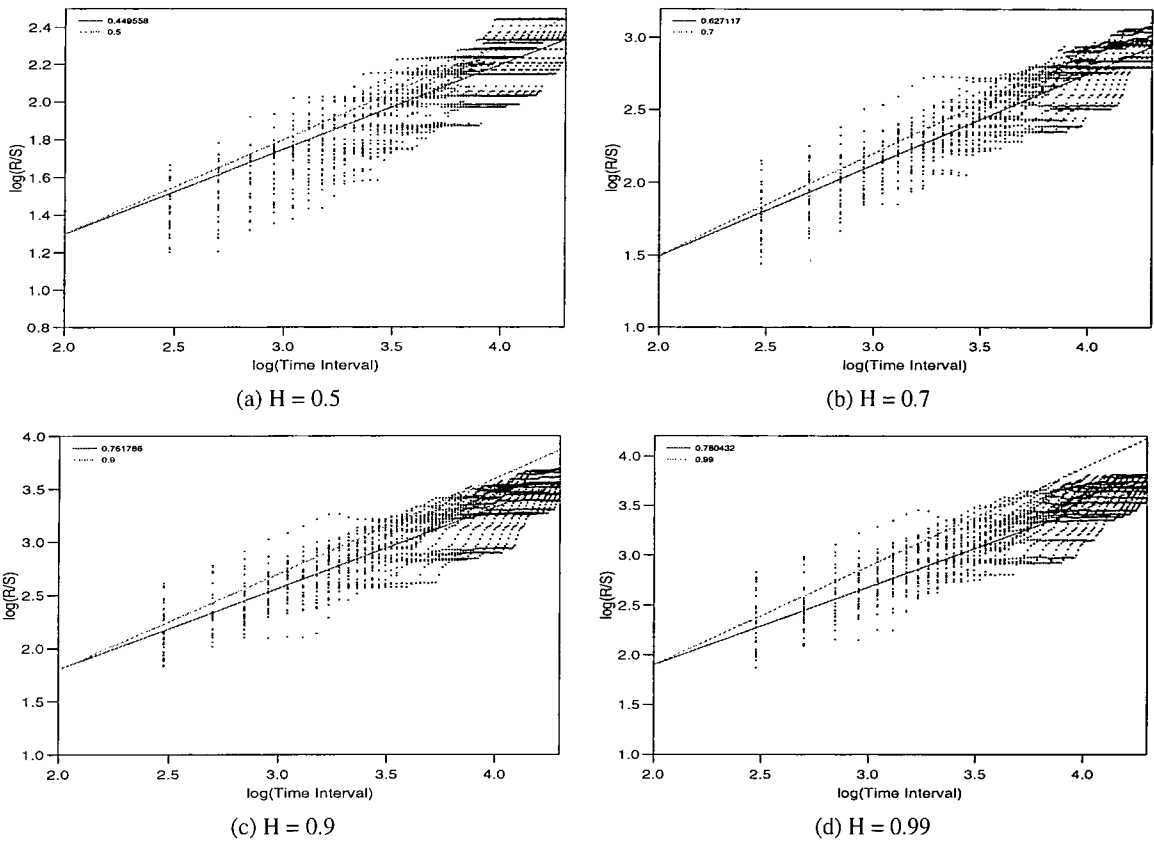 0.449558
0.5
2.4
2.2
2.0
1.8
1.6
1.4
1.2
1.0
0.8
log(R/S)
2.0 2.5 3.0 3.5 4.0
log(Time Interval)
(a) H = 0.5
0.627117
0.7
3.0
2.5
2.0
1.5
1.0
log(R/S)
2.0 2.5 3.0 3.5 4.0
log(Time Interval)
(b) H = 0.7
0.761786
0.9
4.0
3.5
3.0
2.5
2.0
1.5
1.0
log(R/S)
2.0 2.5 3.0 3.5 4.0
log(Time Interval)
(c) H = 0.9
0.780432
0.99
4.0
3.5
3.0
2.5
2.0
1.5
1.0
log(R/S)
2.0 2.5 3.0 3.5 4.0
log(Time Interval)
(d) H = 0.99